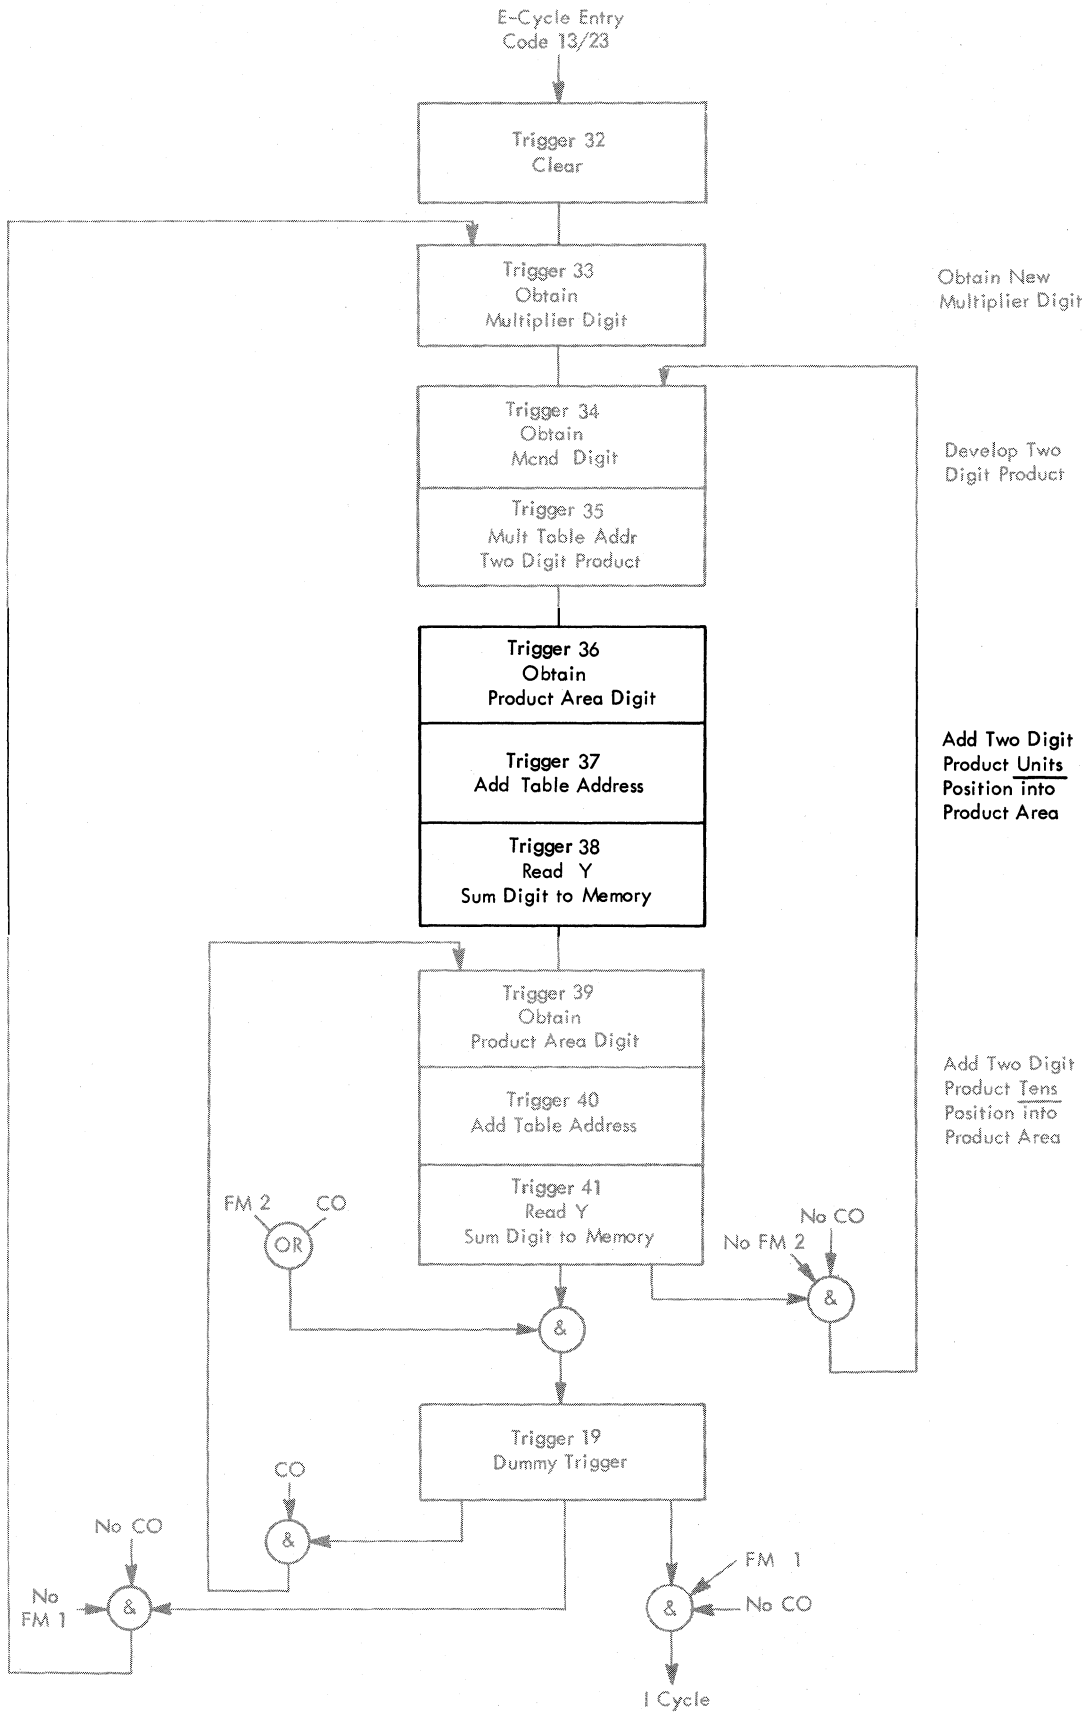 E-Cycle Entry
Code 13/23
Trigger 32
Clear
Trigger 33
Obtain
Multiplier Digit
Obtain New
Multiplier Digit
Trigger 34
Obtain
Mcnd Digit
Develop Two
Digit Product
Trigger 35
Mult Table Addr
Two Digit Product
Trigger 36
Obtain
Product Area Digit
Trigger 37
Add Table Address
Add Two Digit
Product Units
Position into
Product Area
Trigger 38
Read Y
Sum Digit to Memory
Trigger 39
Obtain
Product Area Digit
Trigger 40
Add Table Address
Add Two Digit
Product Tens
Position into
Product Area
Trigger 41
Read Y
Sum Digit to Memory
FM 2
CO
OR
No CO
No FM 2
&
&
Trigger 19
Dummy Trigger
CO
&
No CO
No
FM 1
&
FM 1
No CO
&
I Cycle